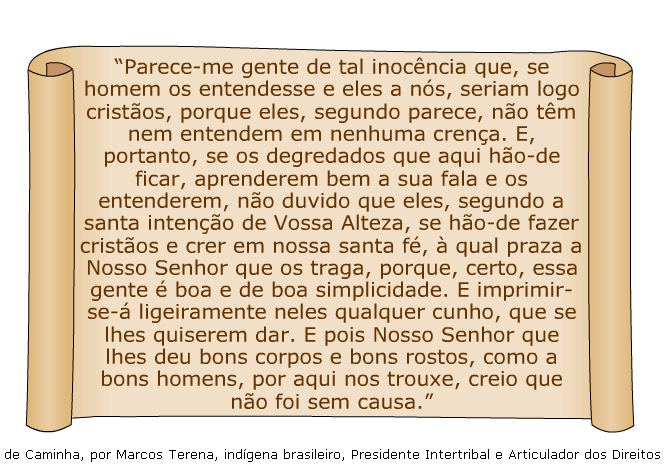 “Parece-me gente de tal inocência que, se
homem os entendesse e eles a nós, seriam logo
cristãos, porque eles, segundo parece, não têm
nem entendem em nenhuma crença. E,
portanto, se os degredados que aqui hão-de
ficar, aprenderem bem a sua fala e os
entenderem, não duvido que eles, segundo a
santa intenção de Vossa Alteza, se hão-de fazer
cristãos e crer em nossa santa fé, à qual praza a
Nosso Senhor que os traga, porque, certo, essa
gente é boa e de boa simplicidade. E imprimir-
se-á ligeiramente neles qualquer cunho, que se
lhes quiserem dar. E pois Nosso Senhor que
lhes deu bons corpos e bons rostos, como a
bons homens, por aqui nos trouxe, creio que
não foi sem causa.”
de Caminha, por Marcos Terena, indígena brasileiro, Presidente Intertribal e Articulador dos Direitos